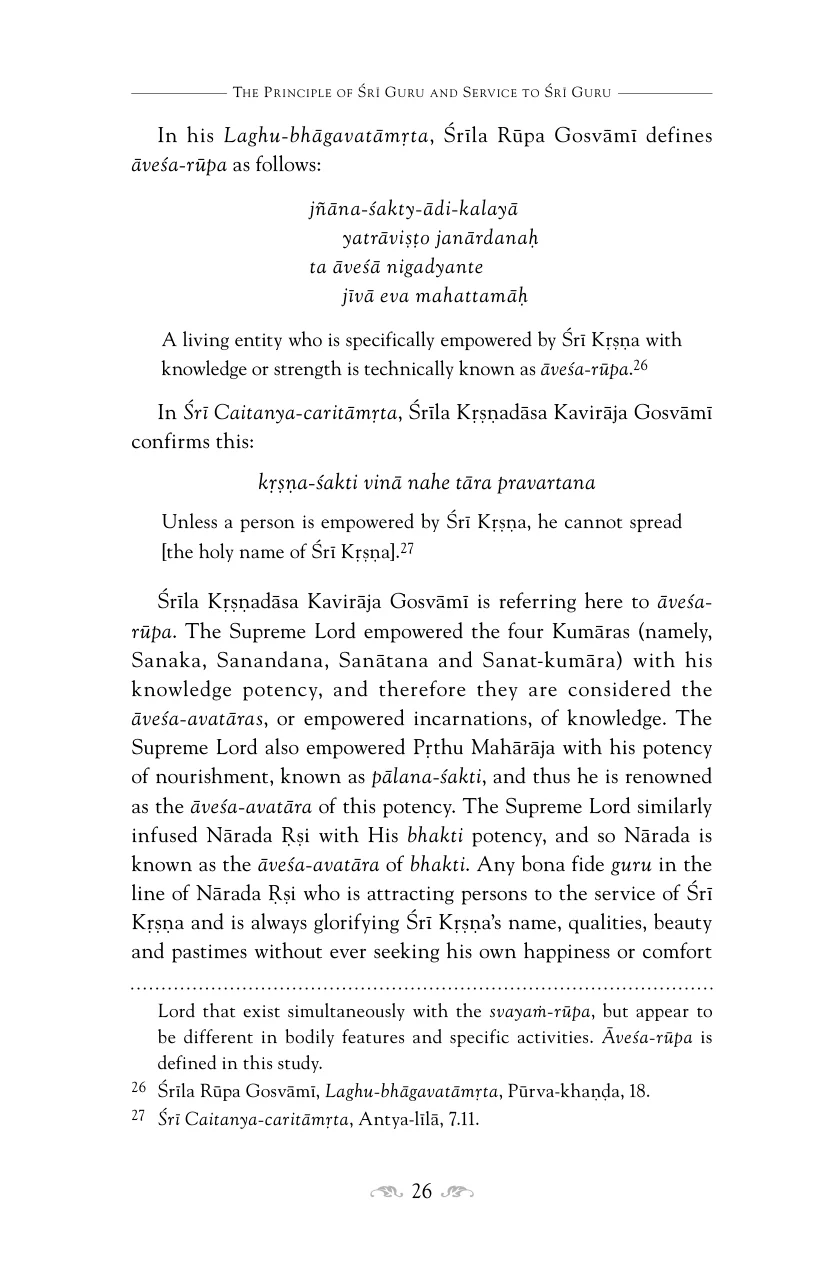 The Principle of Śrī Guru and Service to Śrī Guru
In his Laghu-bhāgavatāmṛta, Śrīla Rūpa Gosvāmī defines
āveśa-rūpa as follows:
jñāna-śakty-ādi-kalayā
yatrāviṣṭo janārdanaḥ
ta āveśā nigadyante
jīvā eva mahattamāḥ
A living entity who is specifically empowered by Śrī Kṛṣṇa with
knowledge or strength is technically known as āveśa-rūpa.26
In Śrī Caitanya-caritāmṛta, Śrīla Kṛṣṇadāsa Kavirāja Gosvāmī
confirms this:
kṛṣṇa-śakti vinā nahe tāra pravartana
Unless a person is empowered by Śrī Kṛṣṇa, he cannot spread
[the holy name of Śrī Kṛṣṇa].27
Śrīla Kṛṣṇadāsa Kavirāja Gosvāmī is referring here to āveśa-
rūpa. The Supreme Lord empowered the four Kumāras (namely,
Sanaka, Sanandana, Sanātana and Sanat-kumāra) with his
knowledge potency, and therefore they are considered the
āveśa-avatāras, or empowered incarnations, of knowledge. The
Supreme Lord also empowered Pṛthu Mahārāja with his potency
of nourishment, known as pālana-śakti, and thus he is renowned
as the āveśa-avatāra of this potency. The Supreme Lord similarly
infused Nārada Ṛṣi with His bhakti potency, and so Nārada is
known as the āveśa-avatāra of bhakti. Any bona fide guru in the
line of Nārada Ṛṣi who is attracting persons to the service of Śrī
Kṛṣṇa and is always glorifying Śrī Kṛṣṇa's name, qualities, beauty
and pastimes without ever seeking his own happiness or comfort
Lord that exist simultaneously with the svayaṁ-rūpa, but appear to
be different in bodily features and specific activities. Āveśa-rūpa is
defined in this study.
26 Śrīla Rūpa Gosvāmī, Laghu-bhāgavatāmṛta, Pūrva-khaṇḍa, 18.
27 Śrī Caitanya-caritāmṛta, Antya-līlā, 7.11.
26